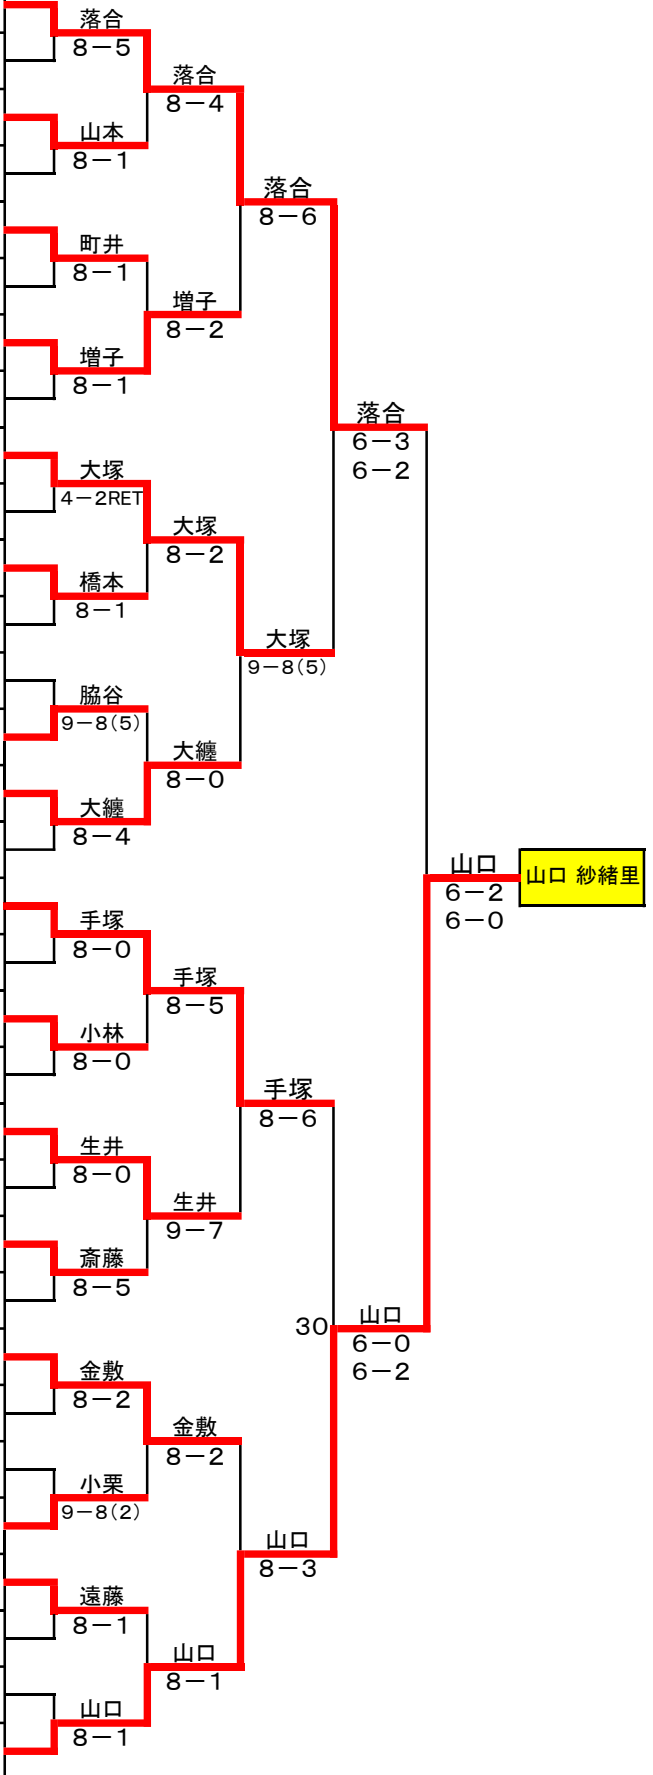 落合
8－5
落合
8－4
山本
8－1
落合
8－6
町井
8－1
増子
8－2
増子
8－1
落合
6－3
6－2
大塚
4－2RET
大塚
8－2
橋本
8－1
大塚
9－8(5)
脇谷
9－8(5)
大纏
8－0
大纏
8－4
山口
6－2
6－0
山口 紗緒里
手塚
8－0
手塚
8－5
小林
8－0
手塚
8－6
生井
8－0
生井
9－7
斎藤
8－5
30
山口
6－0
6－2
金敷
8－2
金敷
8－2
小栗
9－8(2)
山口
8－3
遠藤
8－1
山口
8－1
山口
8－1